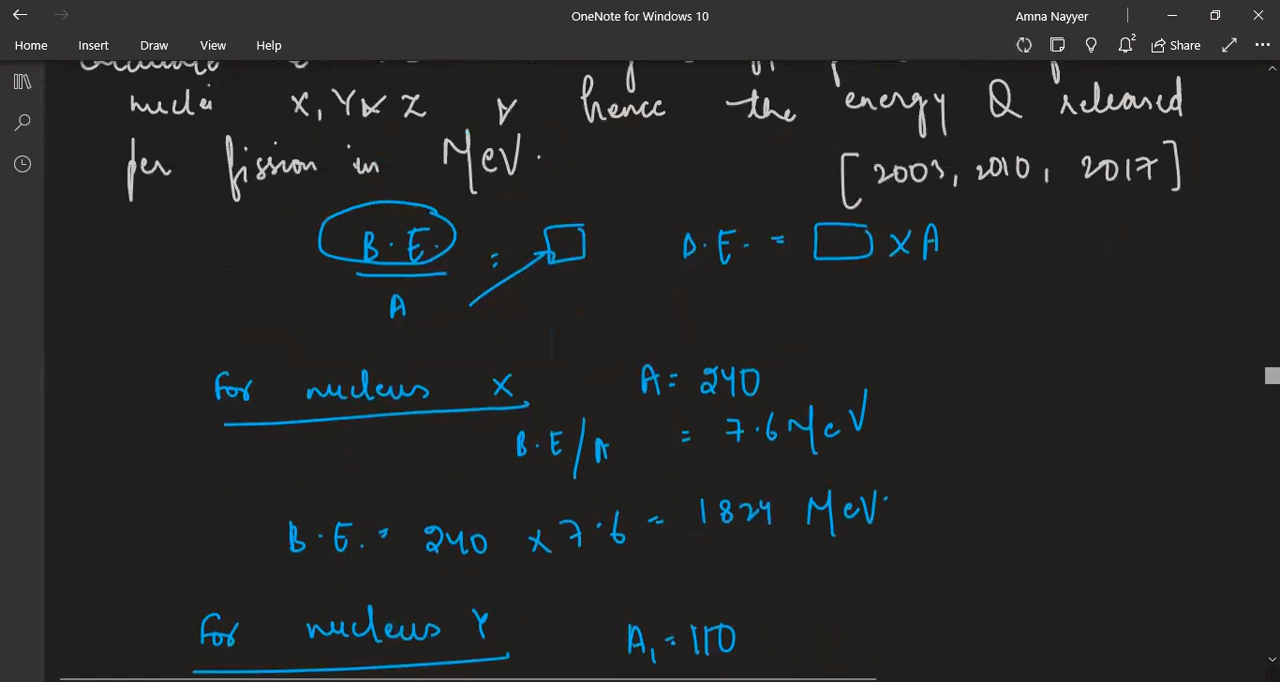 OneNote for Windows 10
Amna Nayyer
Home Insert Draw View Help
2 Share
nuclei X, Y & Z & hence the energy Q released
per fission in MeV.
[2003, 2010, 2017]
B.E. / A = □ B.E. = □ X A
For nucleus X A = 240
B.E/A = 7.6 MeV
B.E. = 240 x 7.6 = 1824 MeV.
For nucleus Y A₁ = 110